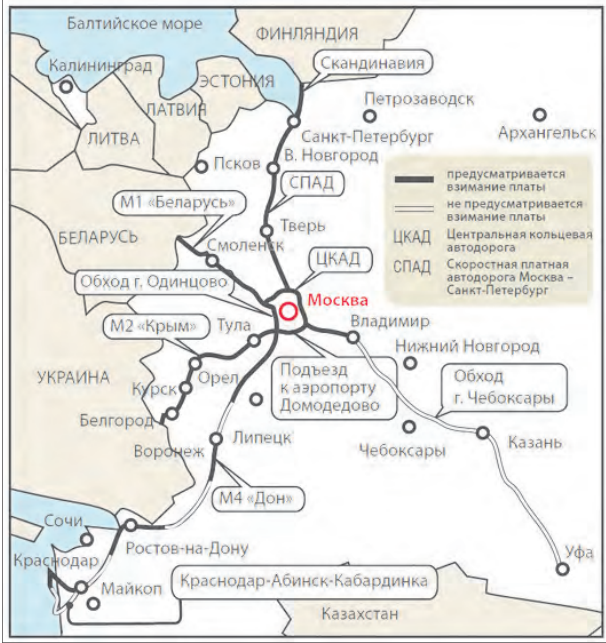 Балтийское море
ФИНЛЯНДИЯ
Калининград
Скандинавия
ЭСТОНИЯ
Петрозаводск
ЛАТВИЯ
Санкт-Петербург
Архангельск
ЛИТВА
В. Новгород
Псков
СПАД
М1 «Беларусь»
Тверь
БЕЛАРУСЬ
Смоленск
ЦКАД
предусматривается
взимание платы
не предусматривается
взимание платы
ЦКАД Центральная кольцевая
автодорога
СПАД Скоростная платная
автодорога Москва –
Санкт-Петербург
Обход г. Одинцово
Москва
М2 «Крым»
Тула
Владимир
Нижний Новгород
Подъезд
к аэропорту
Домодедово
Обход
г. Чебоксары
УКРАИНА
Орел
Курск
Белгород
Липецк
Чебоксары
Казань
Воронеж
М4 «Дон»
Сочи
Ростов-на-Дону
Уфа
Краснодар
Майкоп
Краснодар-Абинск-Кабардинка
Казахстан